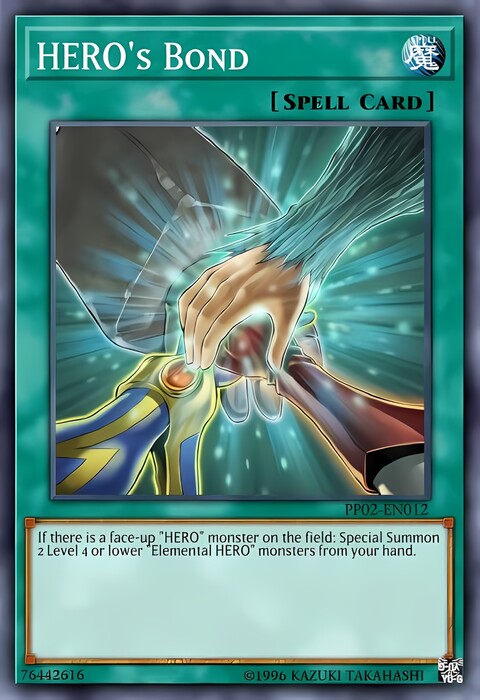 HERO's Bond
魔
[SPELL CARD]
PP02-EN012
If there is a face-up "HERO" monster on the field: Special Summon
2 Level 4 or lower "Elemental HERO" monsters from your hand.
76442616
©1996 KAZUKI TAKAHASHI